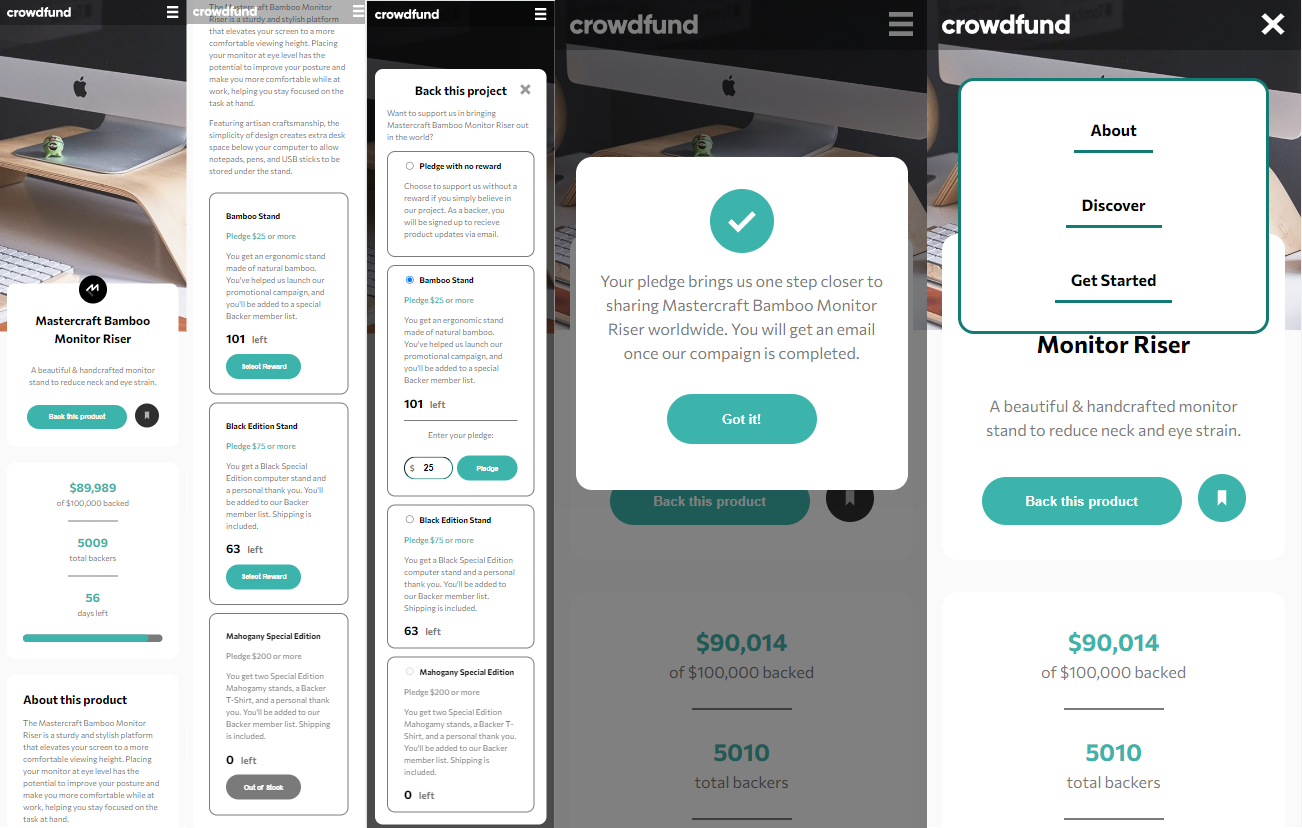 crowdfund
Mastercraft Bamboo
Monitor Riser
A beautiful & handcrafted monitor
stand to reduce neck and eye strain.
Back this product
$89,989
of $100,000 backed
5009
total backers
56
days left
About this product
The Mastercraft Bamboo Monitor
Riser is a sturdy and stylish platform
that elevates your screen to a more
comfortable viewing height. Placing
your monitor at eye level has the
potential to improve your posture and
make you more comfortable while at
work, helping you stay focused on the
task at hand.
crowdfund
Riser is a sturdy and stylish platform
that elevates your screen to a more
comfortable viewing height. Placing
your monitor at eye level has the
potential to improve your posture and
make you more comfortable while at
work, helping you stay focused on the
task at hand.
Featuring artisan craftsmanship, the
simplicity of design creates extra desk
space below your computer to allow
notepads, pens, and USB sticks to be
stored under the stand.
Bamboo Stand
Pledge $25 or more
You get an ergonomic stand
made of natural bamboo.
You've helped us launch our
promotional campaign, and
you'll be added to a special
Backer member list.
101 left
Select Reward
Black Edition Stand
Pledge $75 or more
You get a Black Special
Edition computer stand and
a personal thank you. You'll
be added to our Backer
member list. Shipping is
included.
63 left
Select Reward
Mahogany Special Edition
Pledge $200 or more
You get two Special Edition
Mahogamy stands, a Backer
T-Shirt, and a personal thank
you. You'll be added to our
Backer member list. Shipping
is included.
0 left
Out of Stock
crowdfund
Back this project
Want to support us in bringing
Mastercraft Bamboo Monitor Riser out
in the world?
Pledge with no reward
Choose to support us without a
reward if you simply believe in
our project. As a backer, you
will be signed up to recieve
product updates via email.
Bamboo Stand
Pledge $25 or more
You get an ergonomic stand
made of natural bamboo.
You've helped us launch our
promotional campaign, and
you'll be added to a special
Backer member list.
101 left
Enter your pledge:
$ 25
Pledge
Black Edition Stand
Pledge $75 or more
You get a Black Special Edition
computer stand and a personal
thank you. You'll be added to
our Backer member list.
Shipping is included.
63 left
Mahogany Special Edition
Pledge $200 or more
You get two Special Edition
Mahogamy stands, a Backer T-
Shirt, and a personal thank you.
You'll be added to our Backer
member list. Shipping is
included.
0 left
crowdfund
Your pledge brings us one step closer to
sharing Mastercraft Bamboo Monitor
Riser worldwide. You will get an email
once our compaign is completed.
Got it!
Back this product
$90,014
of $100,000 backed
5010
total backers
crowdfund
About
Discover
Get Started
Monitor Riser
A beautiful & handcrafted monitor
stand to reduce neck and eye strain.
Back this product
$90,014
of $100,000 backed
5010
total backers